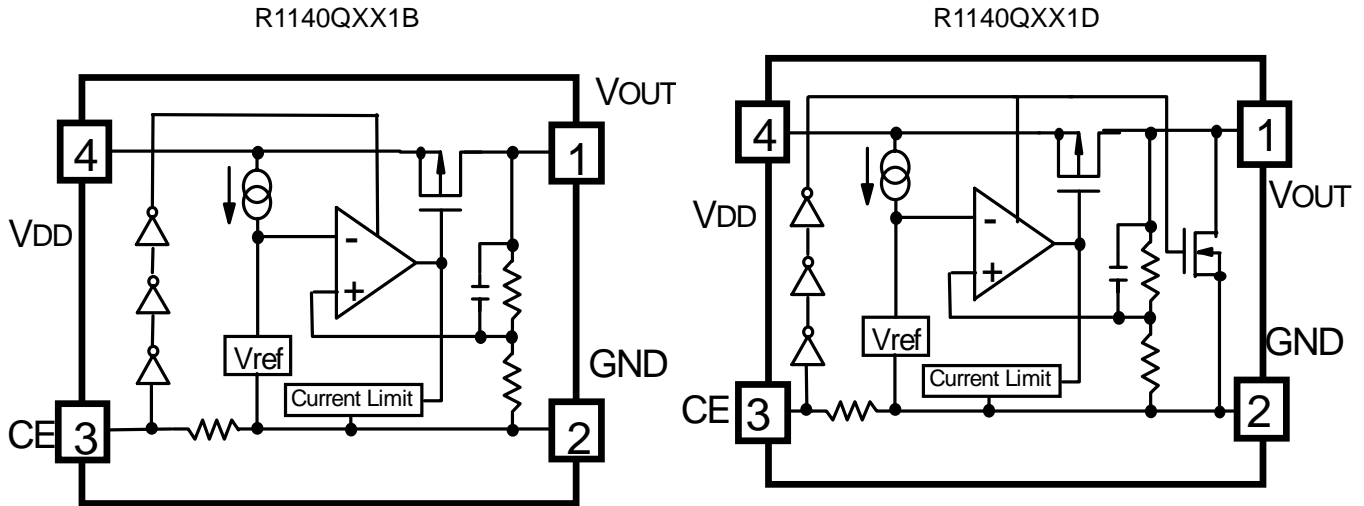 R1140QXX1B
VOUT
4
1
VDD
-
+
Vref
Current Limit
GND
CE
3
2
R1140QXX1D
4
1
VDD
VOUT
-
+
Vref
Current Limit
GND
CE
3
2